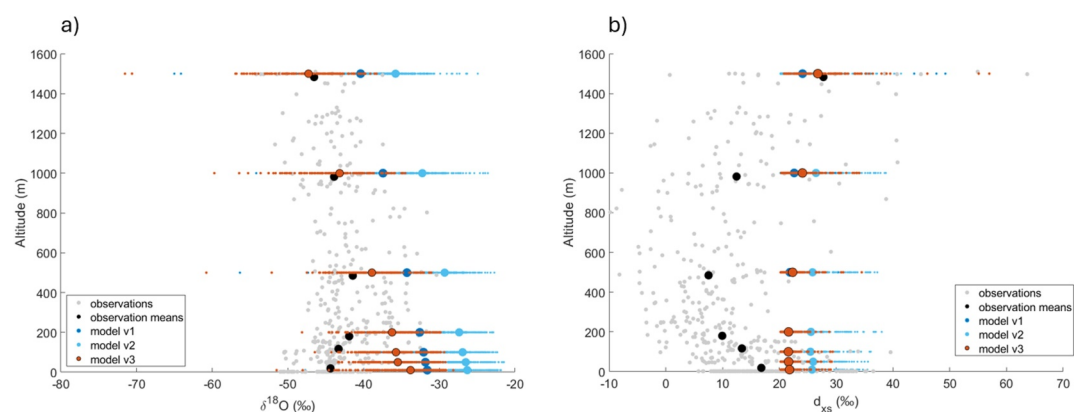 a)
1600
1400
1200
1000
800
600
400
200
0
Altitude (m)
observations
observation means
model v1
model v2
model v3
-80
-70
-60
-50
-40
-30
-20
δ¹⁸O (‰)
b)
1600
1400
1200
1000
800
600
400
200
0
Altitude (m)
observations
observation means
model v1
model v2
model v3
-10
0
10
20
30
40
50
60
70
d_xs (‰)